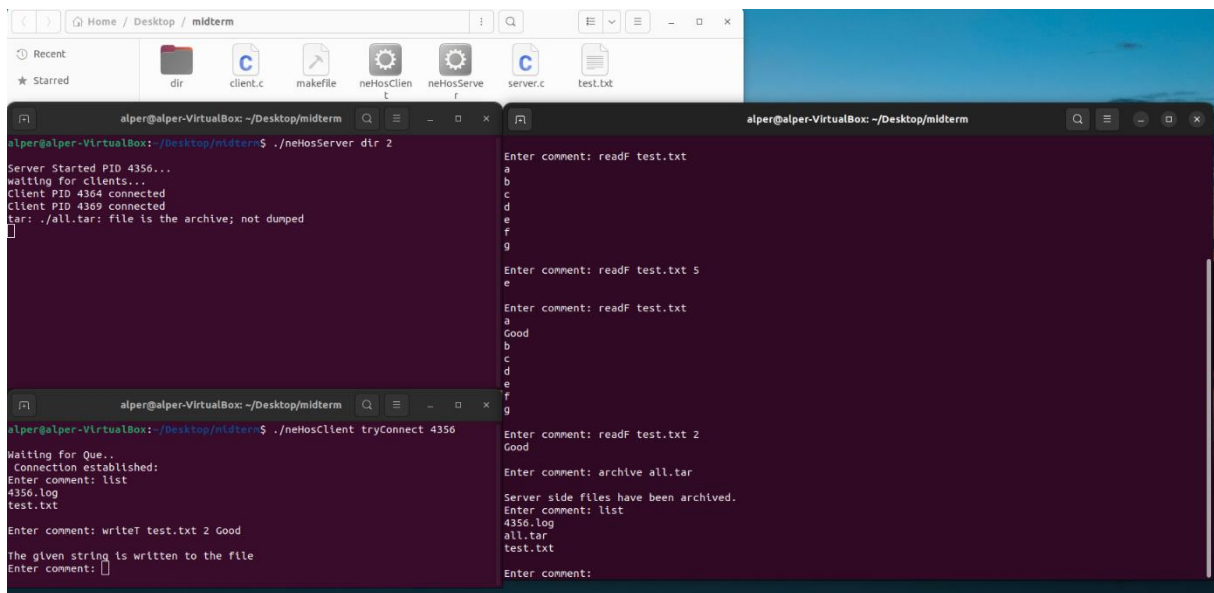 Home / Desktop / midterm
Recent
Starred
dir
client.c
makefile
neHosClien
t
neHosServe
r
server.c
test.txt
alper@alper-VirtualBox: ~/Desktop/midterm
alper@alper-VirtualBox:~/Desktop/midterm$ ./neHosServer dir 2
Server Started PID 4356...
waiting for clients...
Client PID 4364 connected
Client PID 4369 connected
tar: ./all.tar: file is the archive; not dumped
alper@alper-VirtualBox: ~/Desktop/midterm
alper@alper-VirtualBox:~/Desktop/midterm$ ./neHosClient tryConnect 4356
Waiting for Que..
Connection established:
Enter comment: list
4356.log
test.txt
Enter comment: writeT test.txt 2 Good
The given string is written to the file
Enter comment:
alper@alper-VirtualBox: ~/Desktop/midterm
Enter comment: readF test.txt
a
b
c
d
e
f
g
Enter comment: readF test.txt 5
e
Enter comment: readF test.txt
a
Good
b
c
d
e
f
g
Enter comment: readF test.txt 2
Good
Enter comment: archive all.tar
Server side files have been archived.
Enter comment: list
4356.log
all.tar
test.txt
Enter comment: